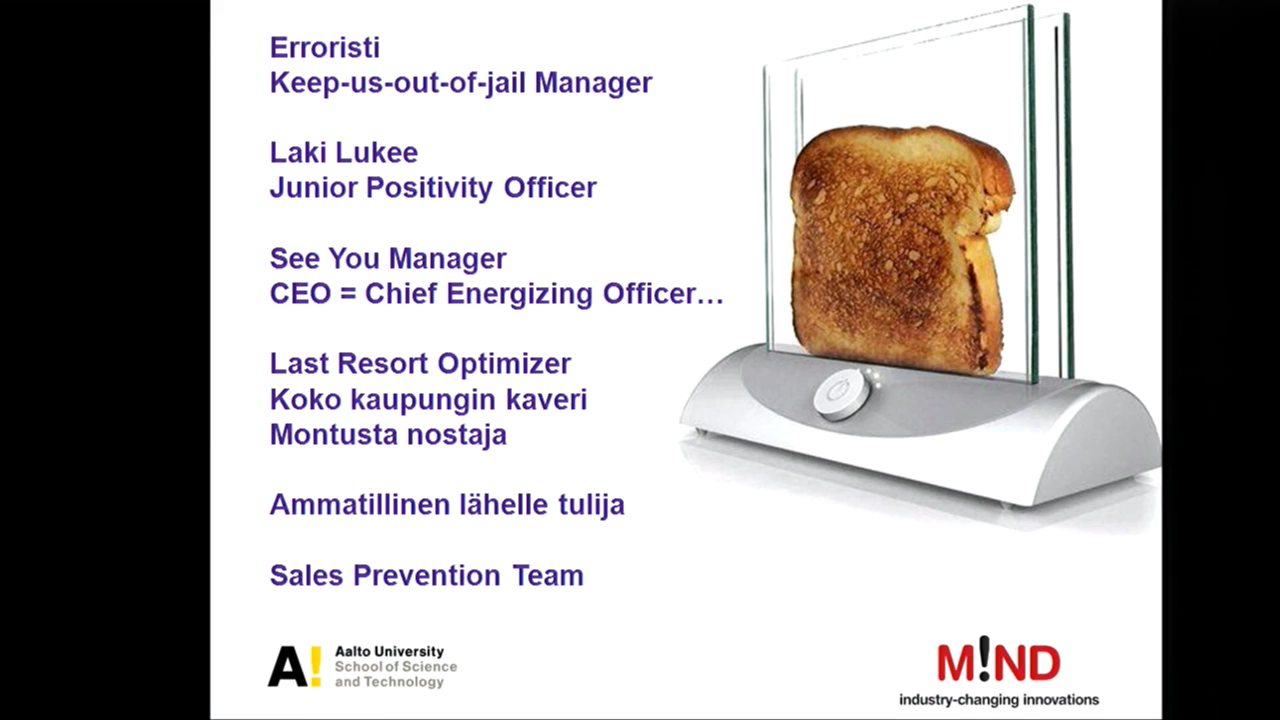 Erroristi
Keep-us-out-of-jail Manager
Laki Lukee
Junior Positivity Officer
See You Manager
CEO = Chief Energizing Officer…
Last Resort Optimizer
Koko kaupungin kaveri
Montusta nostaja
Ammatillinen lähelle tulija
Sales Prevention Team
A!
Aalto University
School of Science
and Technology
M!ND
industry-changing innovations